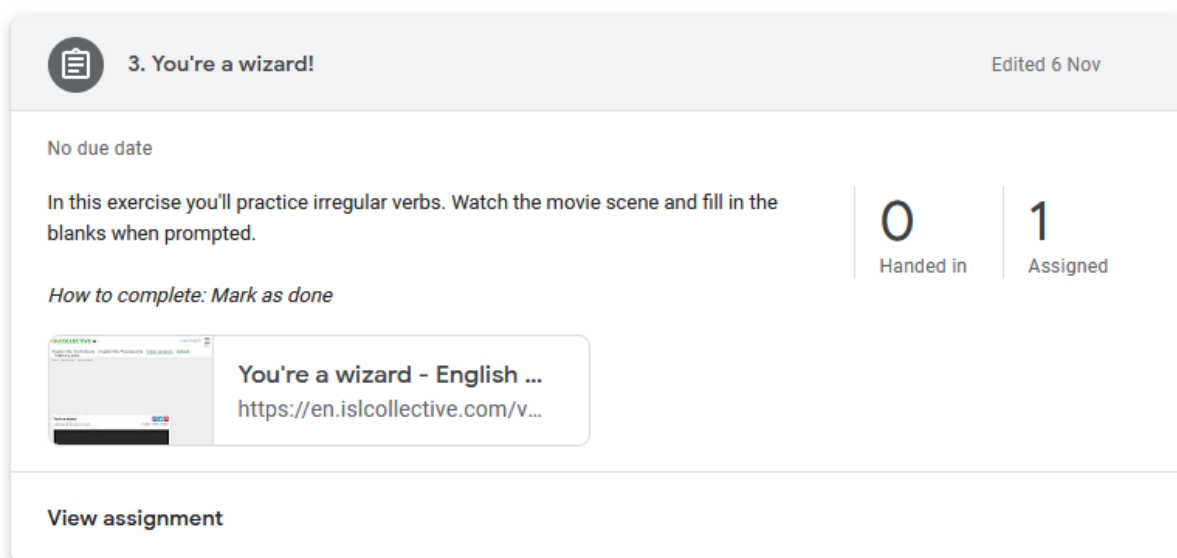 3. You're a wizard!
Edited 6 Nov
No due date
In this exercise you'll practice irregular verbs. Watch the movie scene and fill in the
blanks when prompted.
0
Handed in
1
Assigned
How to complete: Mark as done
You're a wizard - English ...
https://en.islcollective.com/v...
View assignment